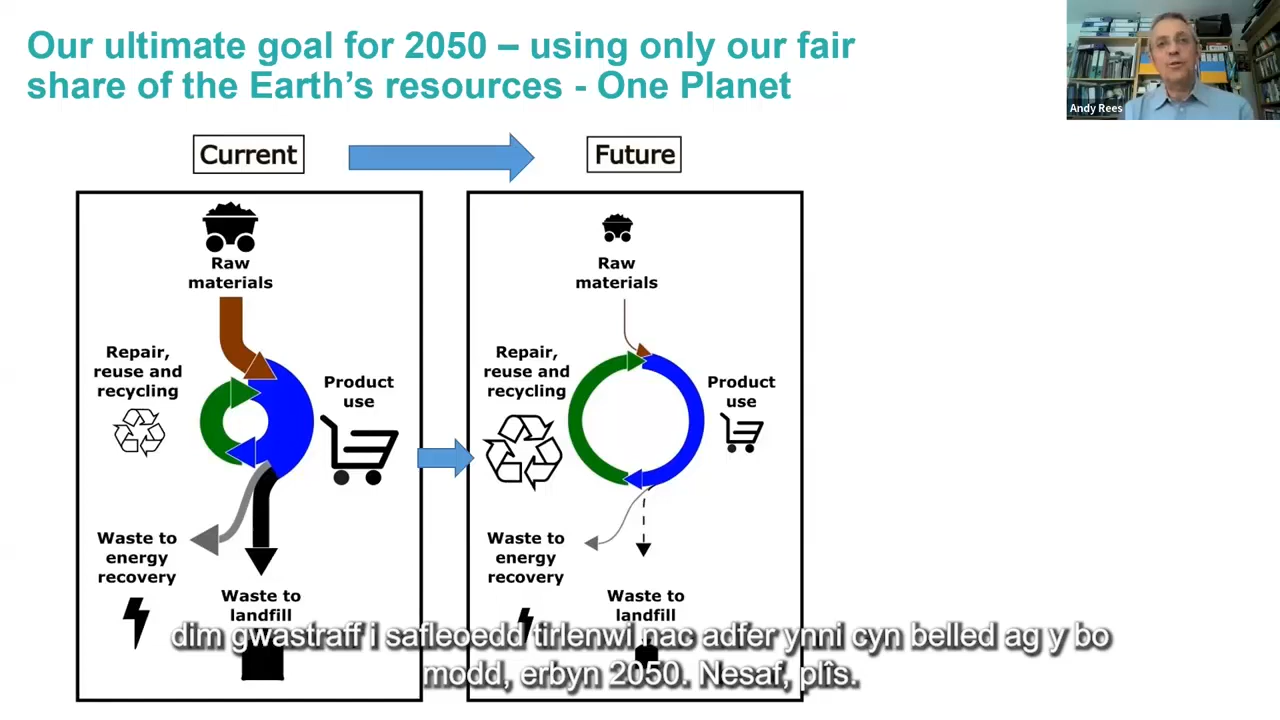 Our ultimate goal for 2050 – using only our fair
share of the Earth's resources - One Planet
Andy Rees
Current
Future
Raw
materials
Repair,
reuse and
recycling
Product
use
Waste to
energy
recovery
Waste to
landfill
Raw
materials
Repair,
reuse and
recycling
Product
use
Waste to
energy
recovery
Waste to
landfill
dim gwastraff i safleoedd tirlenwi nac adfer ynni cyn belled ag y bo
modd, erbyn 2050. Nesaf, plîs.